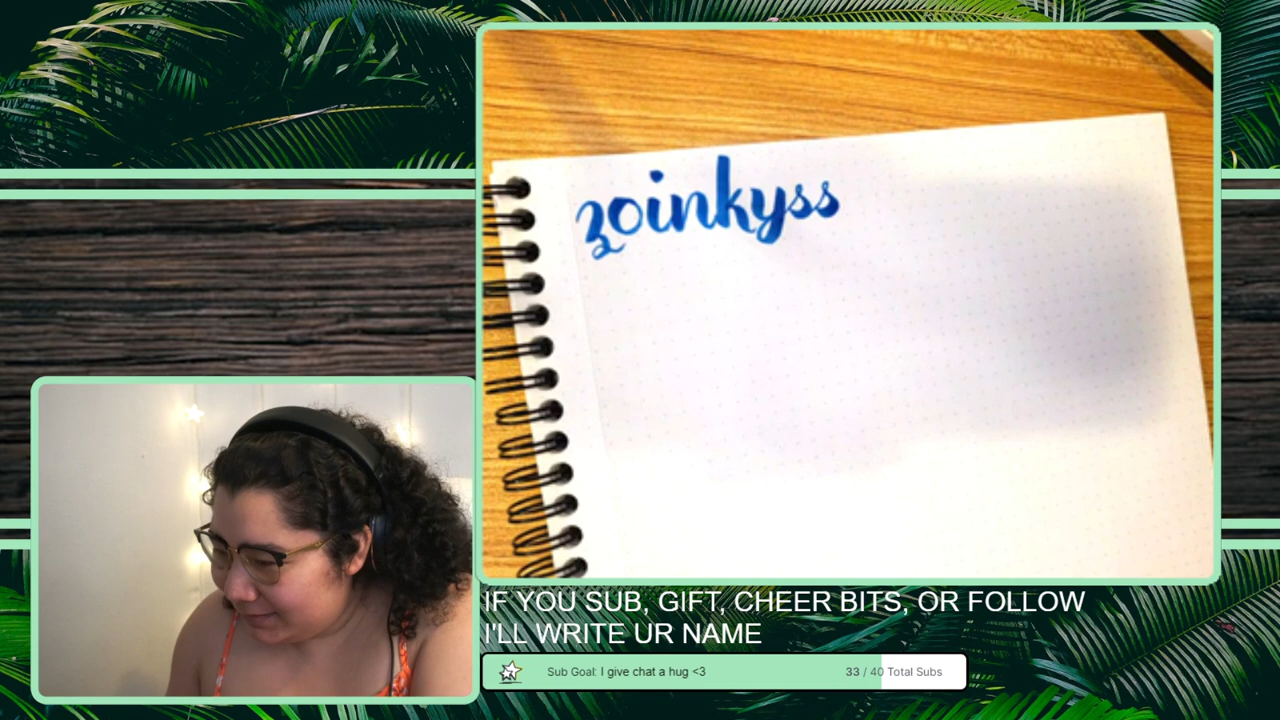 zoinkyss
IF YOU SUB, GIFT, CHEER BITS, OR FOLLOW
I'LL WRITE UR NAME
Sub Goal: I give chat a hug <3 33 / 40 Total Subs